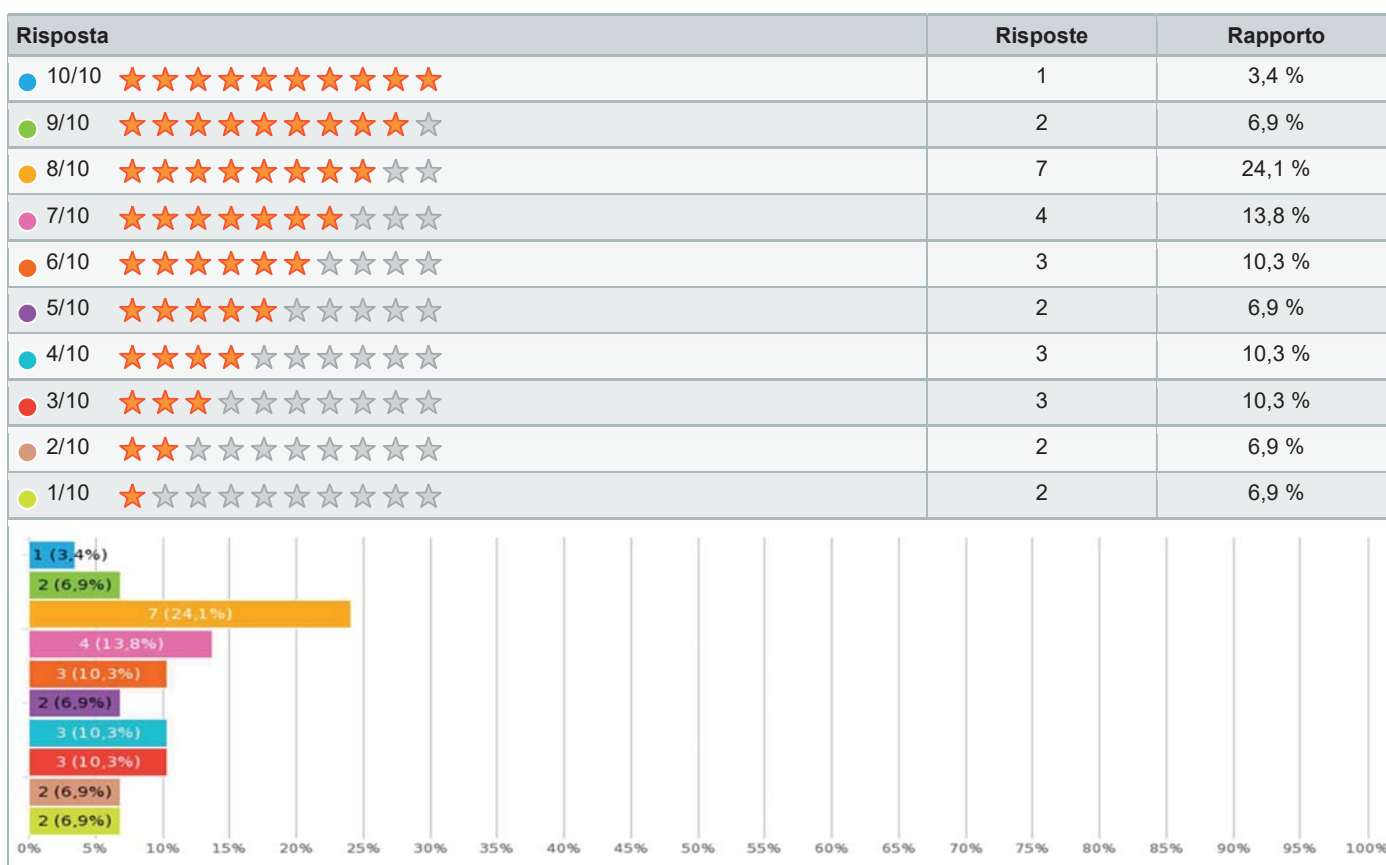 Risposta Risposte Rapporto
10/10 1 3,4 %
9/10 2 6,9 %
8/10 7 24,1 %
7/10 4 13,8 %
6/10 3 10,3 %
5/10 2 6,9 %
4/10 3 10,3 %
3/10 3 10,3 %
2/10 2 6,9 %
1/10 2 6,9 %
1 (3,4%)
2 (6,9%)
7 (24,1%)
4 (13,8%)
3 (10,3%)
2 (6,9%)
3 (10,3%)
3 (10,3%)
2 (6,9%)
2 (6,9%)
0% 5% 10% 15% 20% 25% 30% 35% 40% 45% 50% 55% 60% 65% 70% 75% 80% 85% 90% 95% 100%